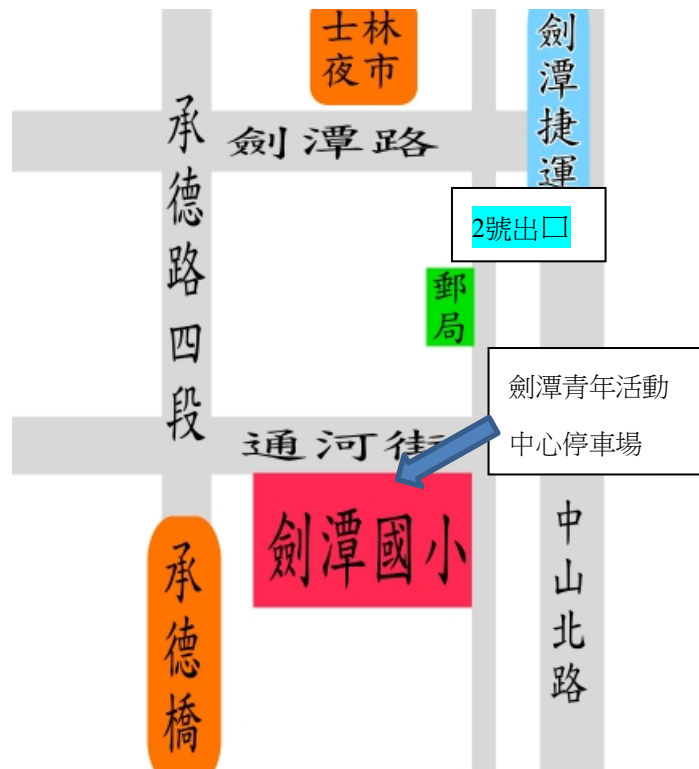 士林
夜市
劍潭捷運
承德路四段
劍潭路
2號出口
郵局
劍潭青年活動
中心停車場
通河街
劍潭國小
中山北路
承德橋